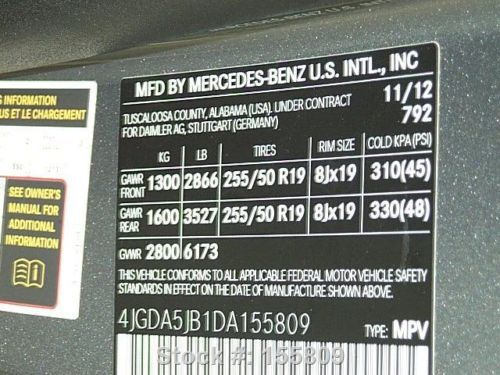 S INFORMATION
US ET LE CHARGEMENT
SEE OWNER'S
MANUAL FOR
ADDITIONAL
INFORMATION
MFD BY MERCEDES-BENZ U.S. INTL., INC
TUSCALOOSA COUNTY, ALABAMA (USA). UNDER CONTRACT 11/12
FOR DAIMLER AG, STUTTGART (GERMANY) 792
KG LB TIRES RIM SIZE COLD KPA (PSI)
GAWR FRONT 1300 2866 255/50 R19 8Jx19 310(45)
GAWR REAR 1600 3527 255/50 R19 8Jx19 330(48)
GVWR 2800 6173
THIS VEHICLE CONFORMS TO ALL APPLICABLE FEDERAL MOTOR VEHICLE SAFETY
STANDARDS IN EFFECT ON THE DATE OF MANUFACTURE SHOWN ABOVE.
4JGDA5JB1DA155809
TYPE: MPV
Stock #: 155809